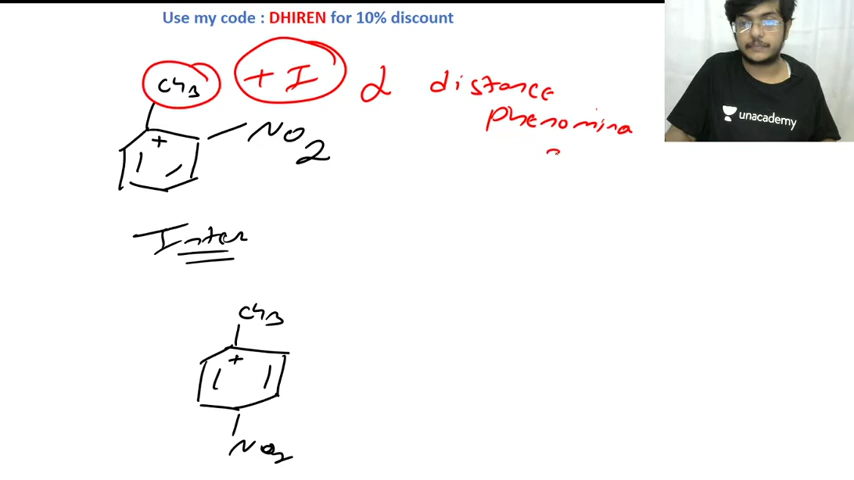 Use my code : DHIREN for 10% discount
CH3 + I α distance
phenomina
+ NO2
unacademy
Inter
CH3
+
NO2